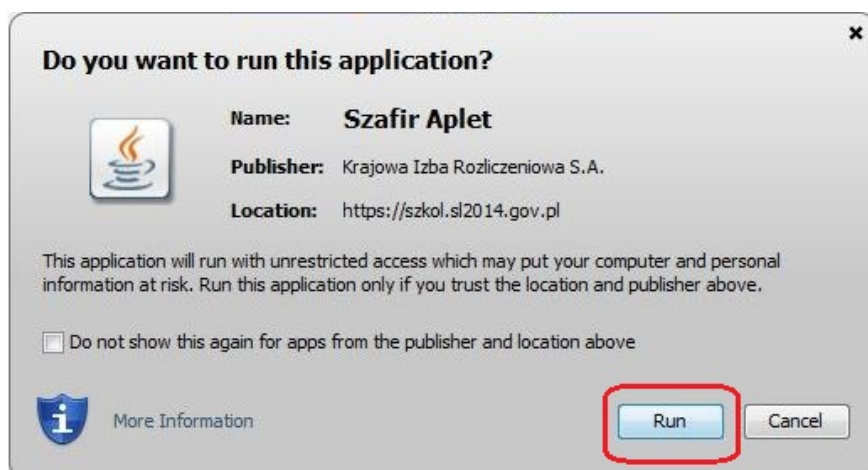 Do you want to run this application?
Name: Szafir Aplet
Publisher: Krajowa Izba Rozliczeniowa S.A.
Location: https://szkol.sl2014.gov.pl
This application will run with unrestricted access which may put your computer and personal
information at risk. Run this application only if you trust the location and publisher above.
Do not show this again for apps from the publisher and location above
More Information
Run
Cancel